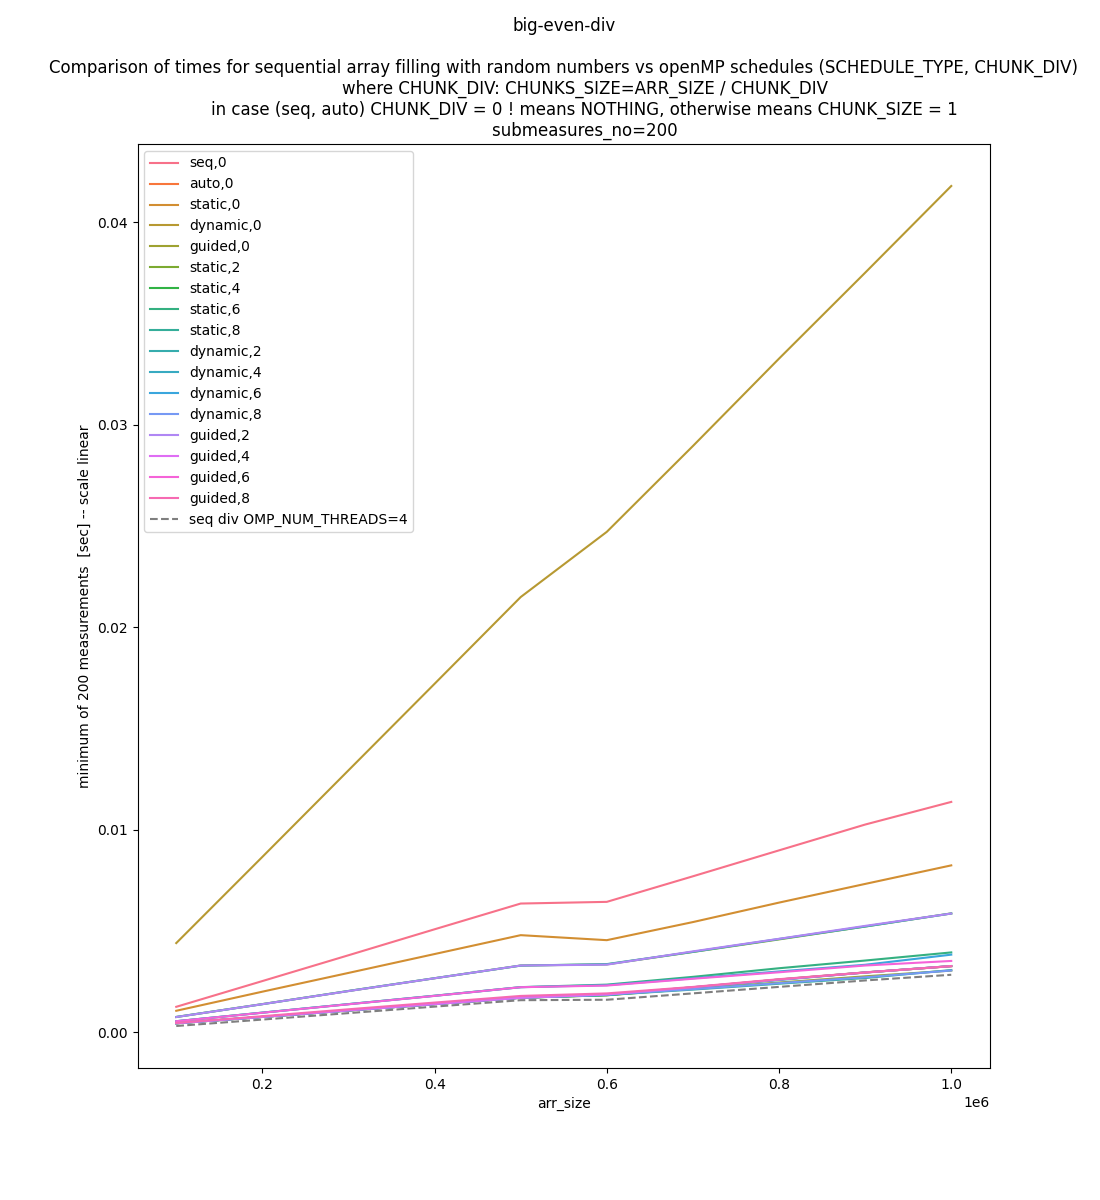 big-even-div
Comparison of times for sequential array filling with random numbers vs openMP schedules (SCHEDULE_TYPE, CHUNK_DIV)
where CHUNK_DIV: CHUNKS_SIZE=ARR_SIZE / CHUNK_DIV
in case (seq, auto) CHUNK_DIV = 0 ! means NOTHING, otherwise means CHUNK_SIZE = 1
submeasures_no=200
seq,0
auto,0
static,0
dynamic,0
guided,0
static,2
static,4
static,6
static,8
dynamic,2
dynamic,4
dynamic,6
dynamic,8
guided,2
guided,4
guided,6
guided,8
seq div OMP_NUM_THREADS=4
minimum of 200 measurements  [sec] -- scale linear
0.04
0.03
0.02
0.01
0.00
0.2
0.4
0.6
0.8
1.0
1e6
arr_size